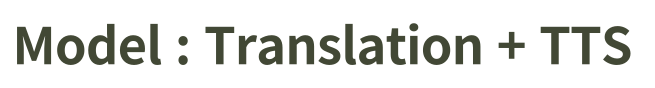 Model : Translation + TTS